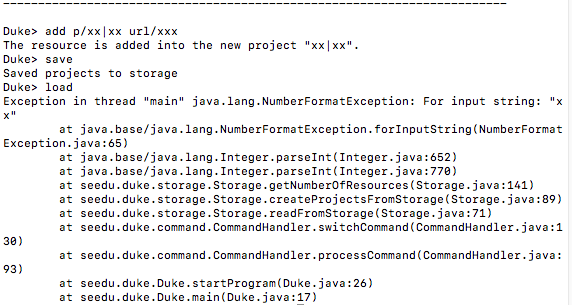 ------------------------------------------------------------------------
Duke> add p/xx|xx url/xxx
The resource is added into the new project "xx|xx".
Duke> save
Saved projects to storage
Duke> load
Exception in thread "main" java.lang.NumberFormatException: For input string: "x
x"
        at java.base/java.lang.NumberFormatException.forInputString(NumberFormat
Exception.java:65)
        at java.base/java.lang.Integer.parseInt(Integer.java:652)
        at java.base/java.lang.Integer.parseInt(Integer.java:770)
        at seedu.duke.storage.Storage.getNumberOfResources(Storage.java:141)
        at seedu.duke.storage.Storage.createProjectsFromStorage(Storage.java:89)
        at seedu.duke.storage.Storage.readFromStorage(Storage.java:71)
        at seedu.duke.command.CommandHandler.switchCommand(CommandHandler.java:1
30)
        at seedu.duke.command.CommandHandler.processCommand(CommandHandler.java:
93)
        at seedu.duke.Duke.startProgram(Duke.java:26)
        at seedu.duke.Duke.main(Duke.java:17)